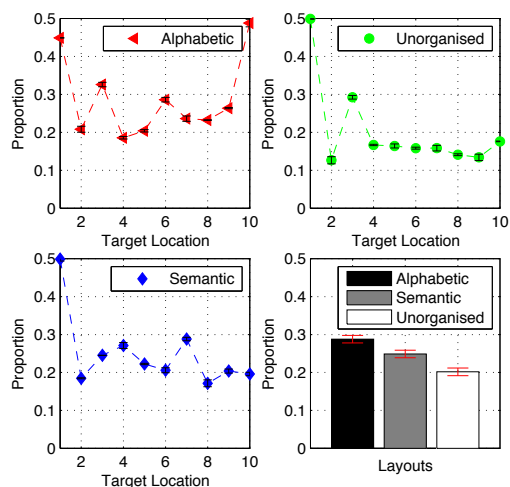 Alphabetic
Proportion
0.5
0.4
0.3
0.2
0.1
0
2 4 6 8 10
Target Location
Unorganised
Proportion
0.5
0.4
0.3
0.2
0.1
0
2 4 6 8 10
Target Location
Semantic
Proportion
0.5
0.4
0.3
0.2
0.1
0
2 4 6 8 10
Target Location
Alphabetic
Semantic
Unorganised
Proportion
0.5
0.4
0.3
0.2
0.1
0
Layouts